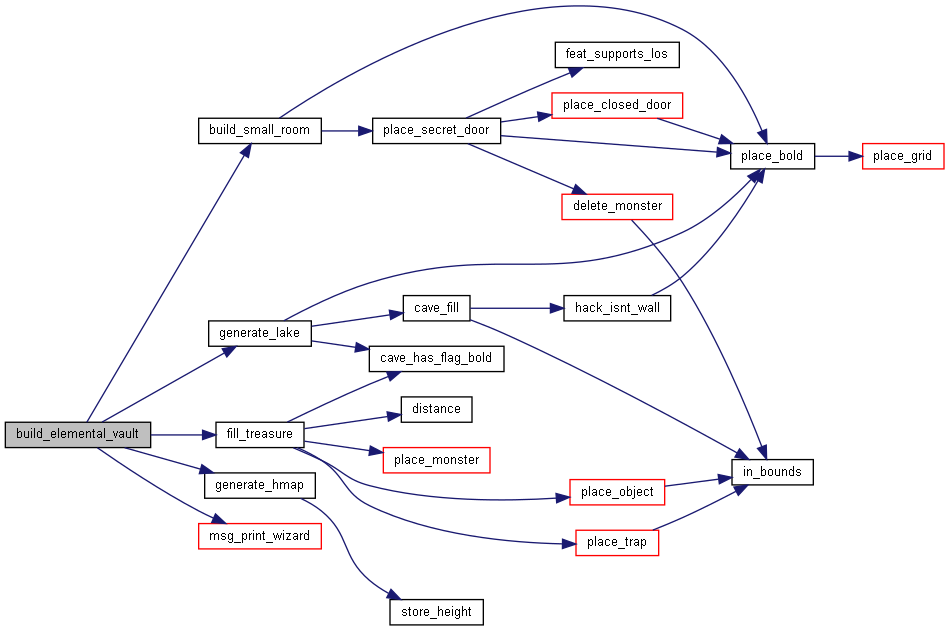 feat_supports_los
place_closed_door
build_small_room
place_secret_door
place_bold
place_grid
delete_monster
generate_lake
cave_fill
hack_isnt_wall
cave_has_flag_bold
distance
build_elemental_vault
fill_treasure
place_monster
in_bounds
generate_hmap
place_object
msg_print_wizard
place_trap
store_height